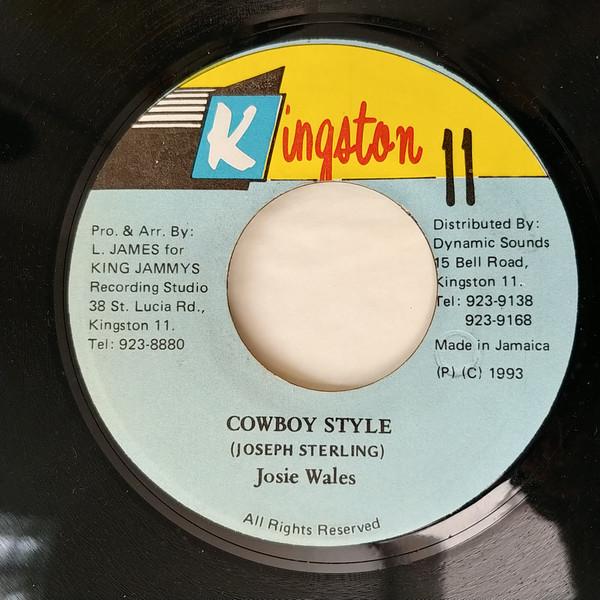 Kingston 11
Pro. & Arr. By:
L. JAMES for
KING JAMMYS
Recording Studio
38 St. Lucia Rd.,
Kingston 11.
Tel: 923-8880
Distributed By:
Dynamic Sounds
15 Bell Road,
Kingston 11.
Tel: 923-9138
923-9168
Made in Jamaica
(P) (C) 1993
COWBOY STYLE
(JOSEPH STERLING)
Josie Wales
All Rights Reserved